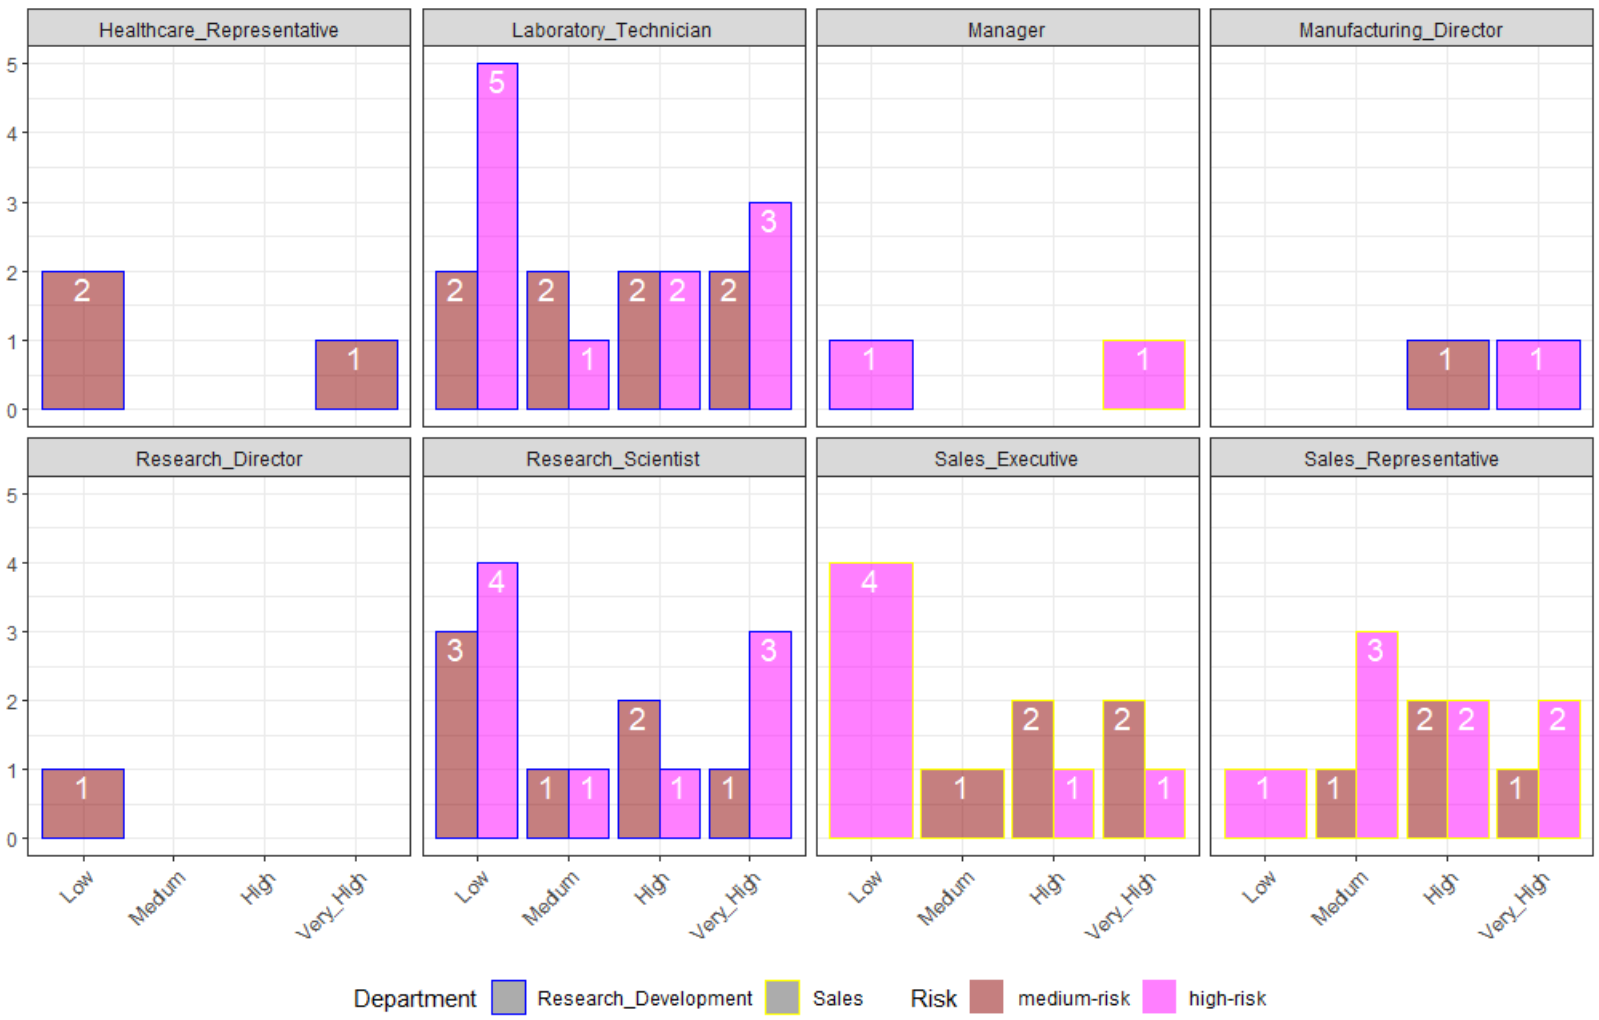 Healthcare_Representative Laboratory_Technician Manager Manufacturing_Director
5 5
4
3 3
2 2 2 2 2 2 2
1 1 1 1 1 1 1
0
Research_Director Research_Scientist Sales_Executive Sales_Representative
5
4 4 4
3 3 3 3
2 2 2 2 2 2 2
1 1 1 1 1 1 1 1 1 1 1 1
0
Low Medium High Very_High Low Medium High Very_High Low Medium High Very_High Low Medium High Very_High
Department Research_Development Sales Risk medium-risk high-risk